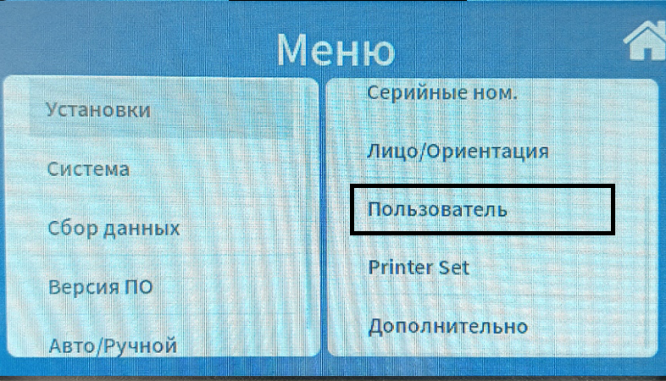 Меню
Установки
Система
Сбор данных
Версия ПО
Авто/Ручной
Серийные ном.
Лицо/Ориентация
Пользователь
Printer Set
Дополнительно